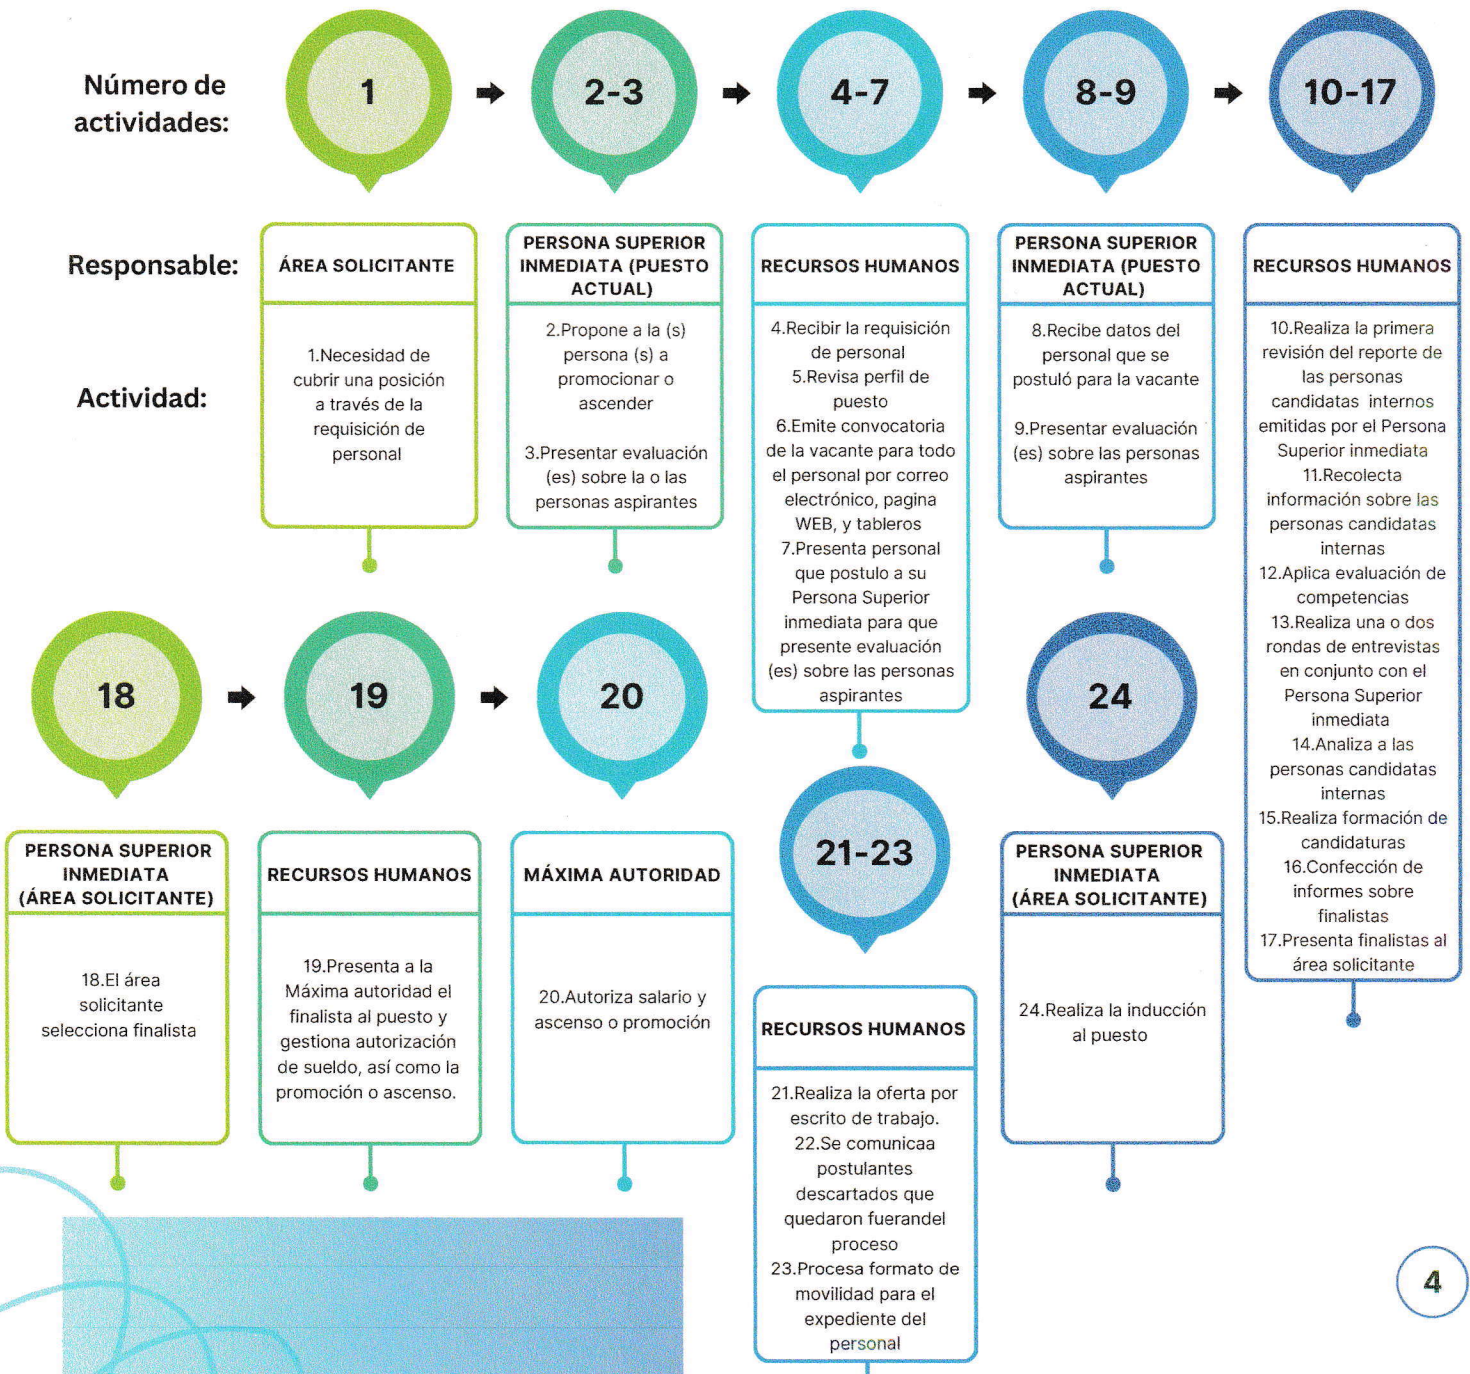 Número de
actividades:
1
2-3
4-7
8-9
10-17
Responsable:
ÁREA SOLICITANTE
PERSONA SUPERIOR
INMEDIATA (PUESTO
ACTUAL)
RECURSOS HUMANOS
PERSONA SUPERIOR
INMEDIATA (PUESTO
ACTUAL)
RECURSOS HUMANOS
Actividad:
1.Necesidad de
cubrir una posición
a través de la
requisición de
personal
2.Propone a la (s)
persona (s) a
promocionar o
ascender
3.Presentar evaluación
(es) sobre la o las
personas aspirantes
4.Recibir la requisición
de personal
5.Revisa perfil de
puesto
6.Emite convocatoria
de la vacante para todo
el personal por correo
electrónico, pagina
WEB, y tableros
7.Presenta personal
que postulo a su
Persona Superior
inmediata para que
presente evaluación
(es) sobre las personas
aspirantes
8.Recibe datos del
personal que se
postuló para la vacante
9.Presentar evaluación
(es) sobre las personas
aspirantes
10.Realiza la primera
revisión del reporte de
las personas
candidatas internos
emitidas por el Persona
Superior inmediata
11.Recolecta
información sobre las
personas candidatas
internas
12.Aplica evaluación de
competencias
13.Realiza una o dos
rondas de entrevistas
en conjunto con el
Persona Superior
inmediata
14.Analiza a las
personas candidatas
internas
15.Realiza formación de
candidaturas
16.Confección de
informes sobre
finalistas
17.Presenta finalistas al
área solicitante
18
19
20
21-23
24
PERSONA SUPERIOR
INMEDIATA
(ÁREA SOLICITANTE)
18.El área
solicitante
selecciona finalista
RECURSOS HUMANOS
19.Presenta a la
Máxima autoridad el
finalista al puesto y
gestiona autorización
de sueldo, así como la
promoción o ascenso.
MÁXIMA AUTORIDAD
20.Autoriza salario y
ascenso o promoción
RECURSOS HUMANOS
21.Realiza la oferta por
escrito de trabajo.
22.Se comunicaa
postulantes
descartados que
quedaron fuerandel
proceso
23.Procesa formato de
movilidad para el
expediente del
personal
PERSONA SUPERIOR
INMEDIATA
(ÁREA SOLICITANTE)
24.Realiza la inducción
al puesto
4